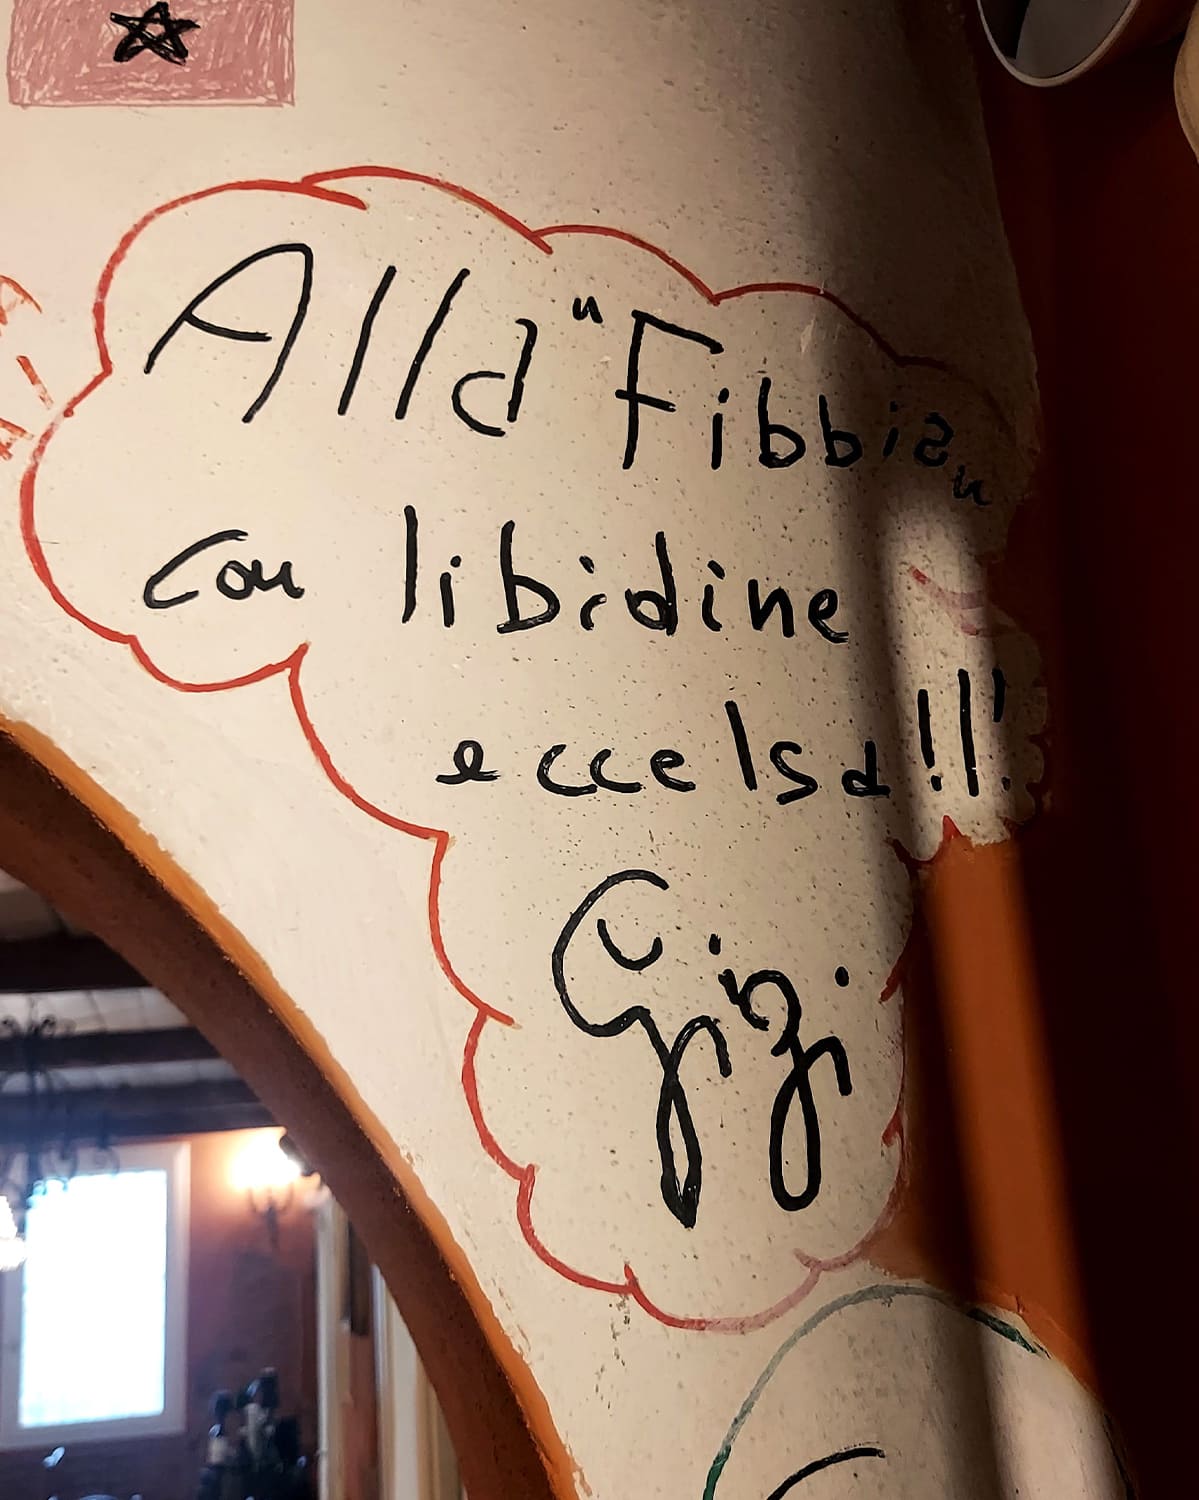 Alla "Fibbia"
con libidine
eccelsa!!!
Gigi